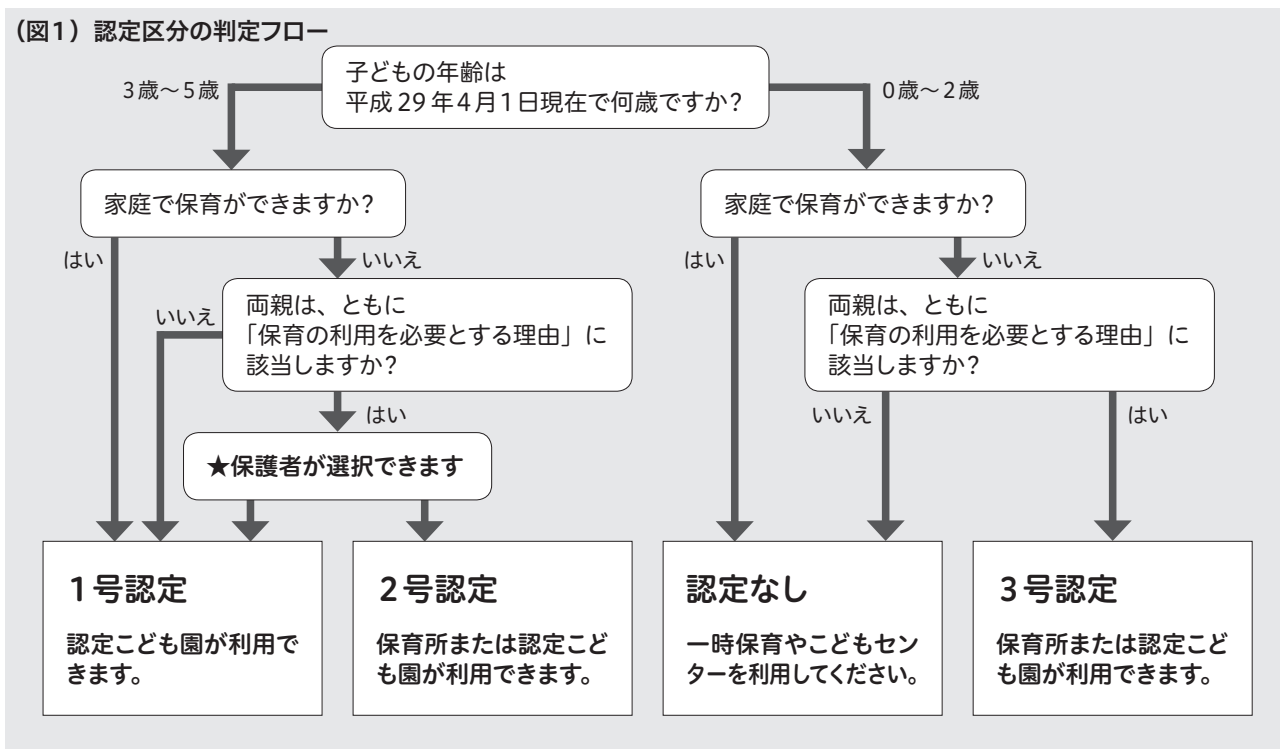 （図1）認定区分の判定フロー
子どもの年齢は
平成29年4月1日現在で何歳ですか？
3歳～5歳
0歳～2歳
家庭で保育ができますか？
家庭で保育ができますか？
はい
いいえ
はい
いいえ
両親は、ともに
「保育の利用を必要とする理由」に
該当しますか？
両親は、ともに
「保育の利用を必要とする理由」に
該当しますか？
いいえ
はい
いいえ
はい
★保護者が選択できます
1号認定
認定こども園が利用で
きます。
2号認定
保育所または認定こど
も園が利用できます。
認定なし
一時保育やこどもセン
ターを利用してください。
3号認定
保育所または認定こど
も園が利用できます。